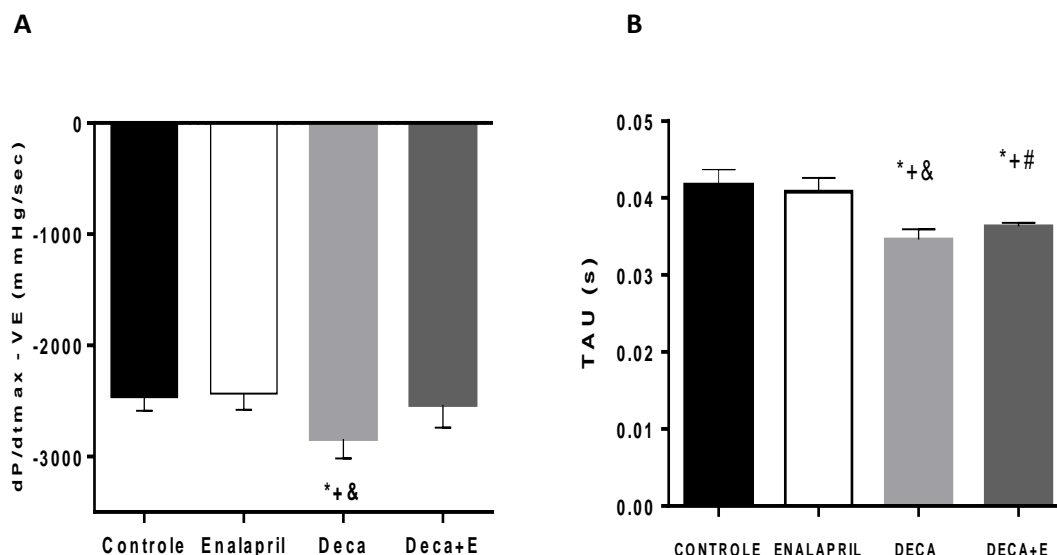 A
dP/dtmax - VE (mmHg/sec)
0
-1000
-2000
-3000
*+&
Controle Enalapril Deca Deca+E
B
TAU (s)
0.05
0.04
0.03
0.02
0.01
0.00
*+&
*+#
CONTROLE ENALAPRIL DECA DECA+E